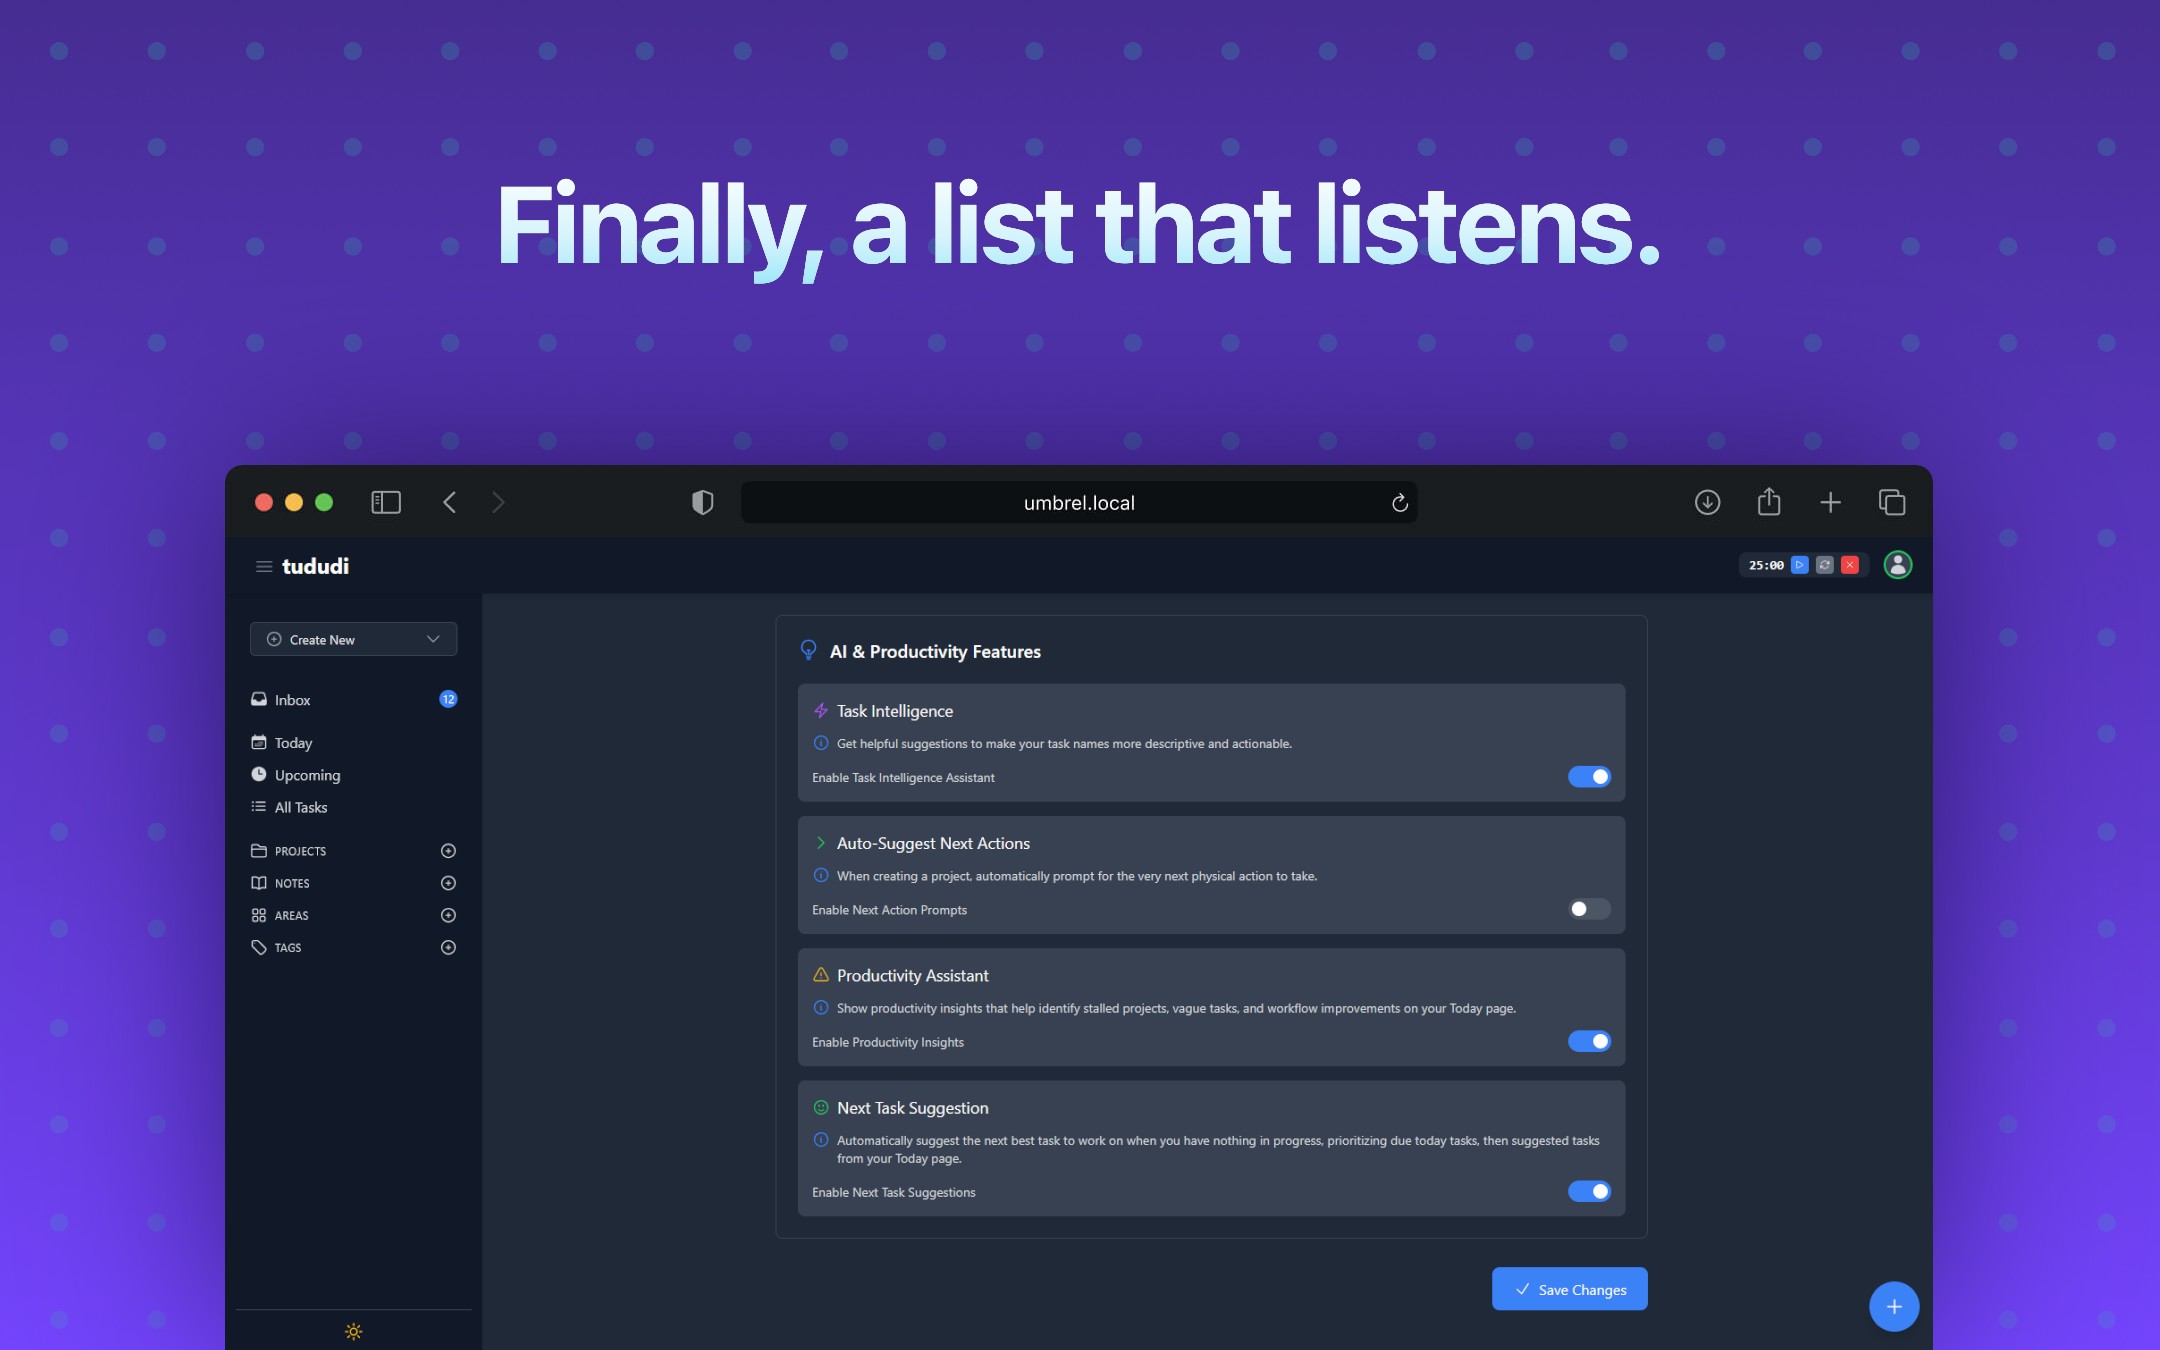 Finally, a list that listens.
umbrel.local
tududi
25:00
Create New
Inbox
12
Today
Upcoming
All Tasks
PROJECTS
NOTES
AREAS
TAGS
AI & Productivity Features
Task Intelligence
Get helpful suggestions to make your task names more descriptive and actionable.
Enable Task Intelligence Assistant
Auto-Suggest Next Actions
When creating a project, automatically prompt for the very next physical action to take.
Enable Next Action Prompts
Productivity Assistant
Show productivity insights that help identify stalled projects, vague tasks, and workflow improvements on your Today page.
Enable Productivity Insights
Next Task Suggestion
Automatically suggest the next best task to work on when you have nothing in progress, prioritizing due today tasks, then suggested tasks
from your Today page.
Enable Next Task Suggestions
Save Changes